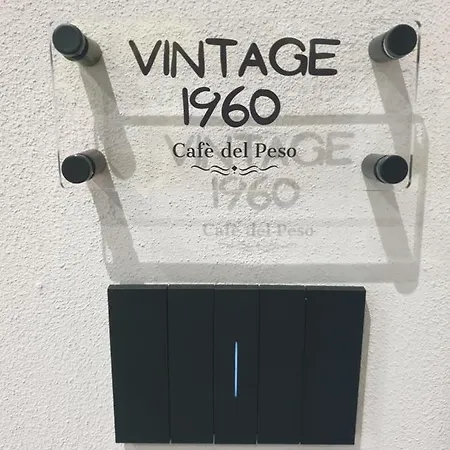 VINTAGE
1960
Cafè del Peso